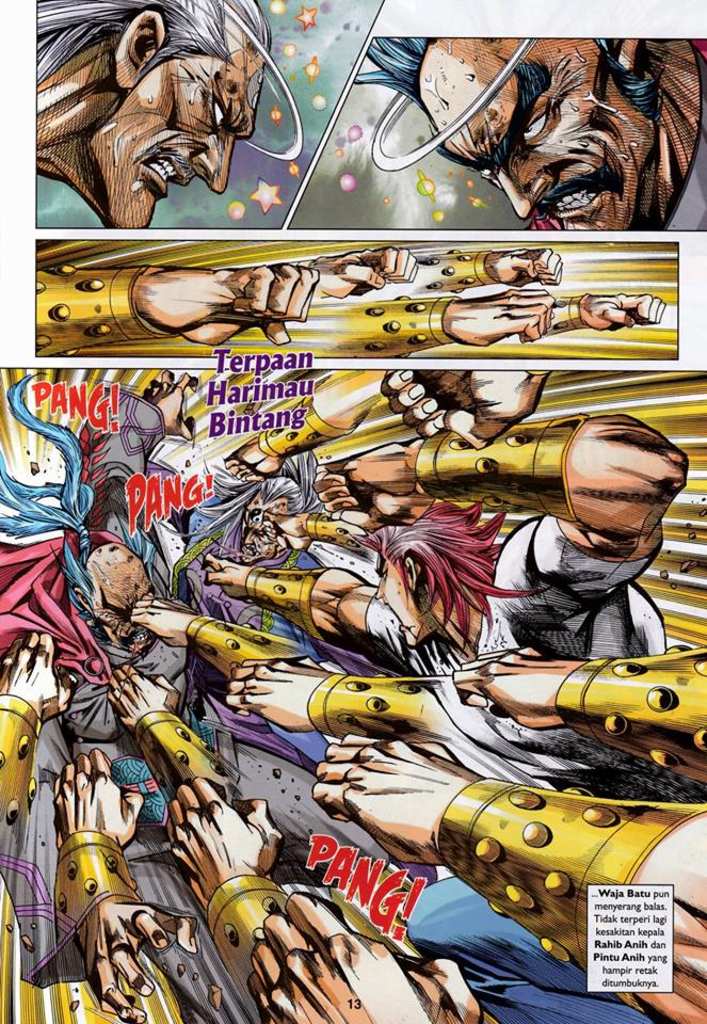 Terpaan
Harimau
Bintang
PANG!
PANG!
PANG!
PANG!
...Waja Batu pun
menyerang balas.
Tidak terperi lagi
kesakitan kepala
Rahib Anih dan
Pintu Anih yang
hampir retak
ditumbuknya.
13